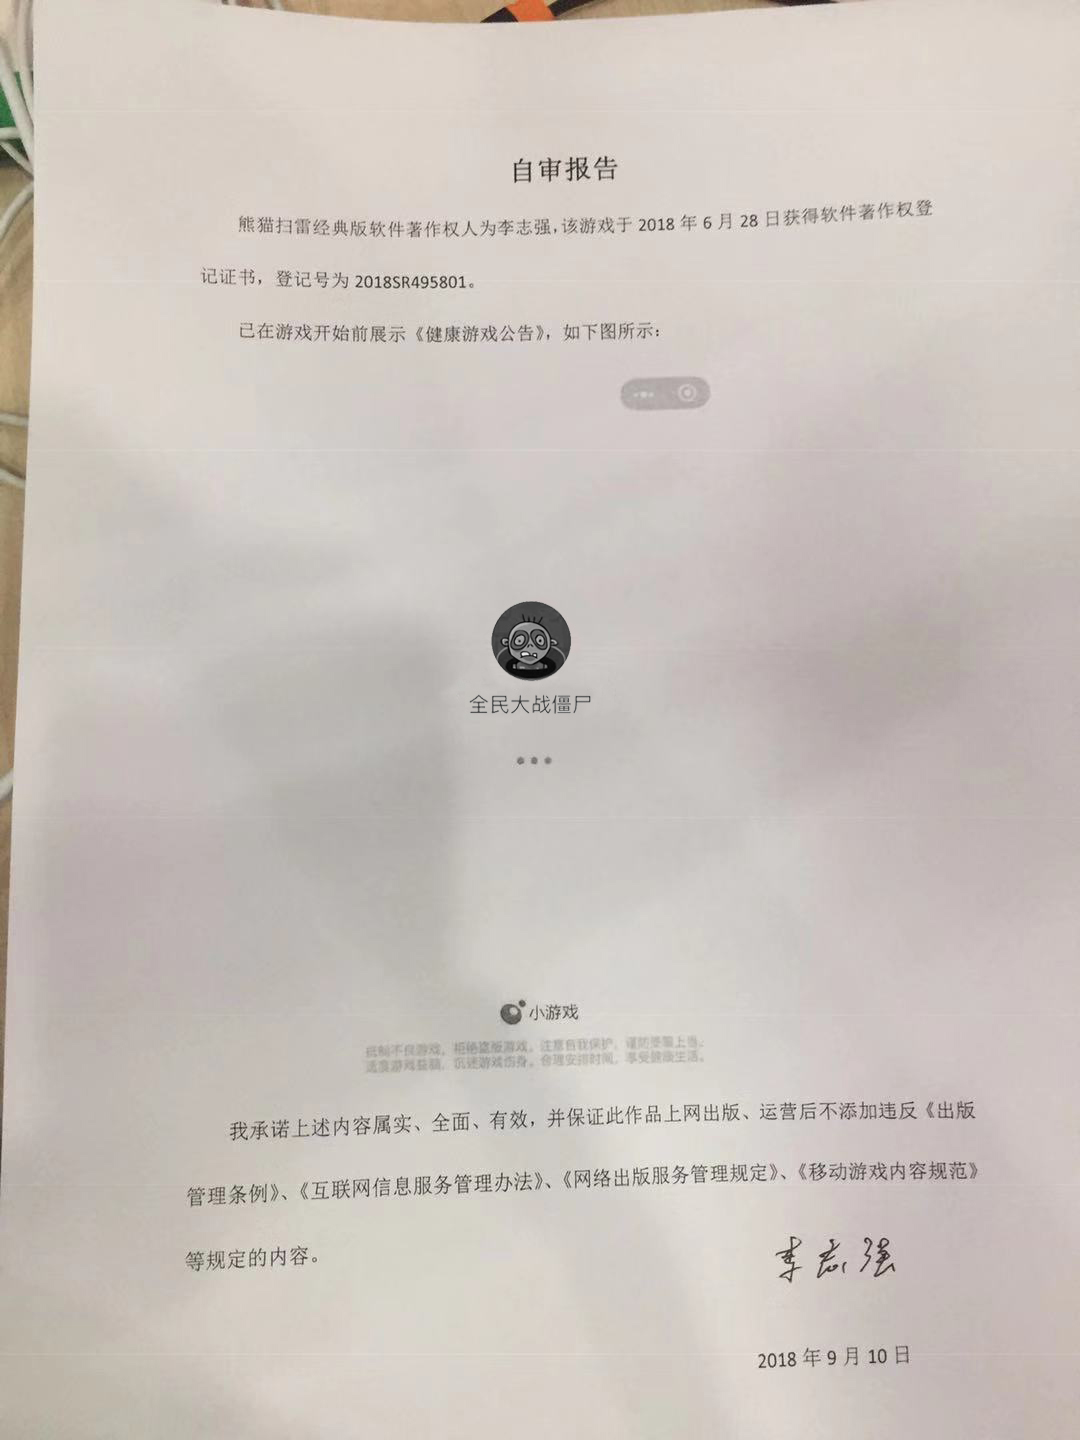 自审报告
熊猫扫雷经典版软件著作权人为李志强，该游戏于 2018 年 6 月 28 日获得软件著作权登
记证书，登记号为 2018SR495801。
已在游戏开始前展示《健康游戏公告》，如下图所示：
全民大战僵尸
小游戏
抵制不良游戏，拒绝盗版游戏。注意自我保护，谨防受骗上当。
适度游戏益脑，沉迷游戏伤身。合理安排时间，享受健康生活。
我承诺上述内容属实、全面、有效，并保证此作品上网出版、运营后不添加违反《出版
管理条例》、《互联网信息服务管理办法》、《网络出版服务管理规定》、《移动游戏内容规范》
等规定的内容。
李志强
2018 年 9 月 10 日